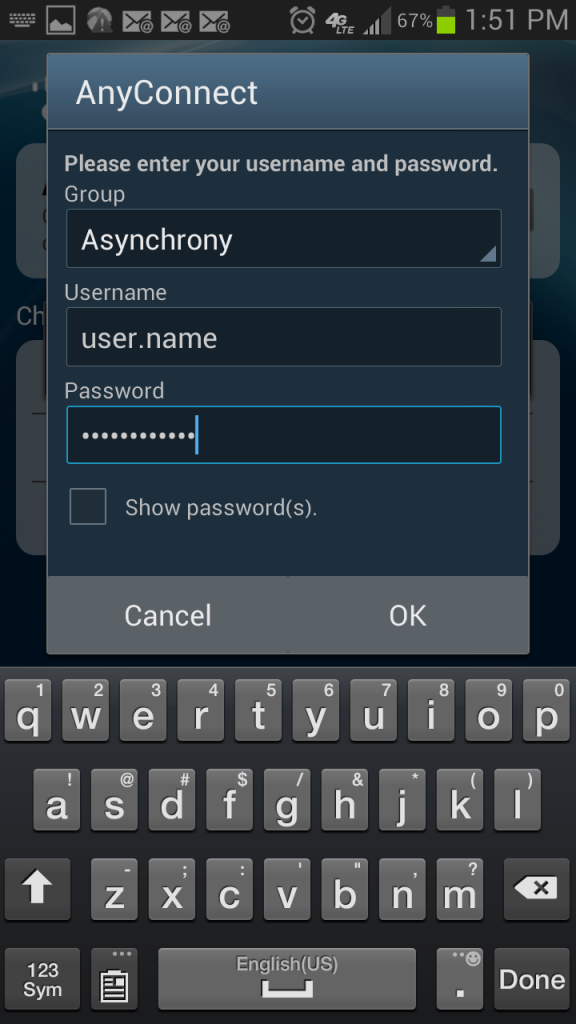 4G LTE 67% 1:51 PM
AnyConnect
Please enter your username and password.
Group
Asynchrony
Ch
Username
user.name
Password
••••••••••••
Show password(s).
Cancel OK
1 2 3 4 5 6 7 8 9 0
q w e r t y u i o p
! @ # $ / & * ( )
a s d f g h j k l
- ; : ' " , ?
z x c v b n m
123 Sym English(US) . Done